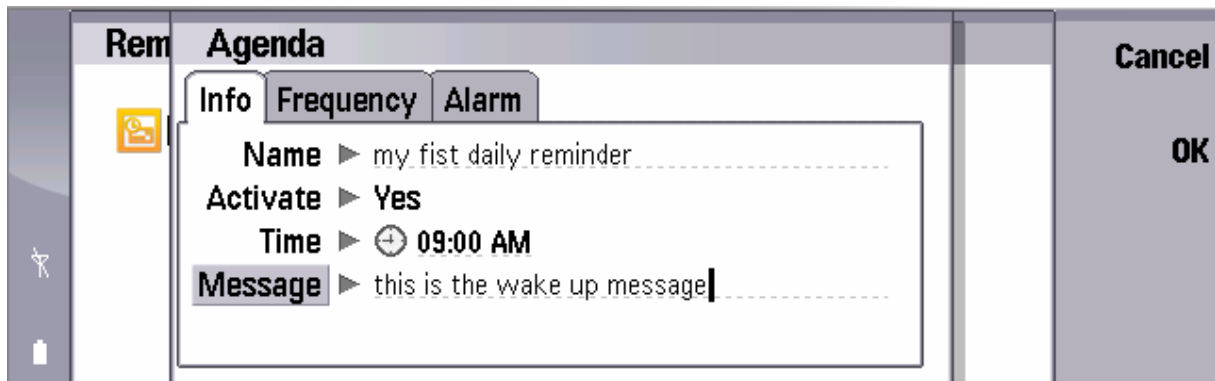 Rem Agenda
Cancel
Info Frequency Alarm
Name my fist daily reminder
OK
Activate Yes
Time 09:00 AM
Message this is the wake up message